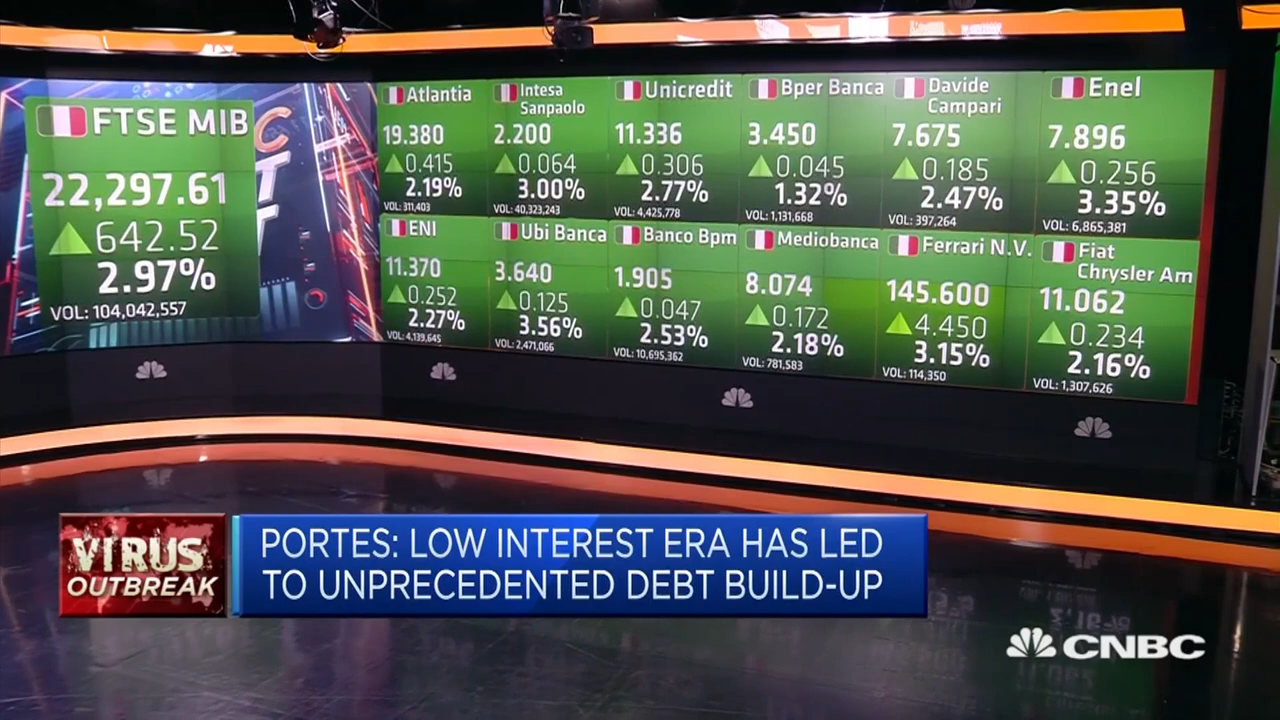 FTSE MIB
22,297.61
642.52
2.97%
VOL: 104,042,557
Atlantia
19.380
0.415
2.19%
VOL: 311,403
Intesa
Sanpaolo
2.200
0.064
3.00%
VOL: 40,323,243
Unicredit
11.336
0.306
2.77%
VOL: 4,425,778
Bper Banca
3.450
0.045
1.32%
VOL: 1,131,668
Davide
Campari
7.675
0.185
2.47%
VOL: 397,264
Enel
7.896
0.256
3.35%
VOL: 6,865,381
ENI
11.370
0.252
2.27%
VOL: 4,139,645
Ubi Banca
3.640
0.125
3.56%
VOL: 2,471,066
Banco Bpm
1.905
0.047
2.53%
VOL: 10,695,362
Mediobanca
8.074
0.172
2.18%
VOL: 781,583
Ferrari N.V.
145.600
4.450
3.15%
VOL: 114,350
Fiat
Chrysler Am
11.062
0.234
2.16%
VOL: 1,307,626
VIRUS
OUTBREAK
PORTES: LOW INTEREST ERA HAS LED
TO UNPRECEDENTED DEBT BUILD-UP
CNBC